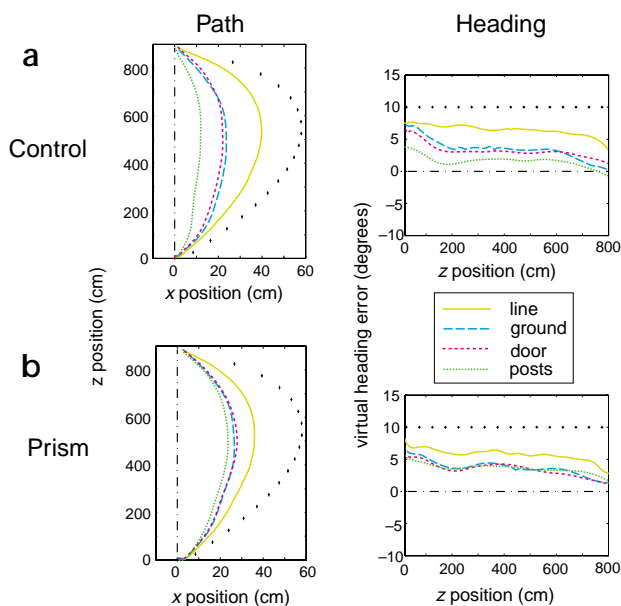 Path
Heading
a
Control
800
600
400
200
0
0 20 40 60
x position (cm)
z position (cm)
15
10
5
0
−5
−10
0 200 400 600 800
z position (cm)
virtual heading error (degrees)
line
ground
door
posts
b
Prism
800
600
400
200
0
0 20 40 60
x position (cm)
15
10
5
0
−5
−10
0 200 400 600 800
z position (cm)